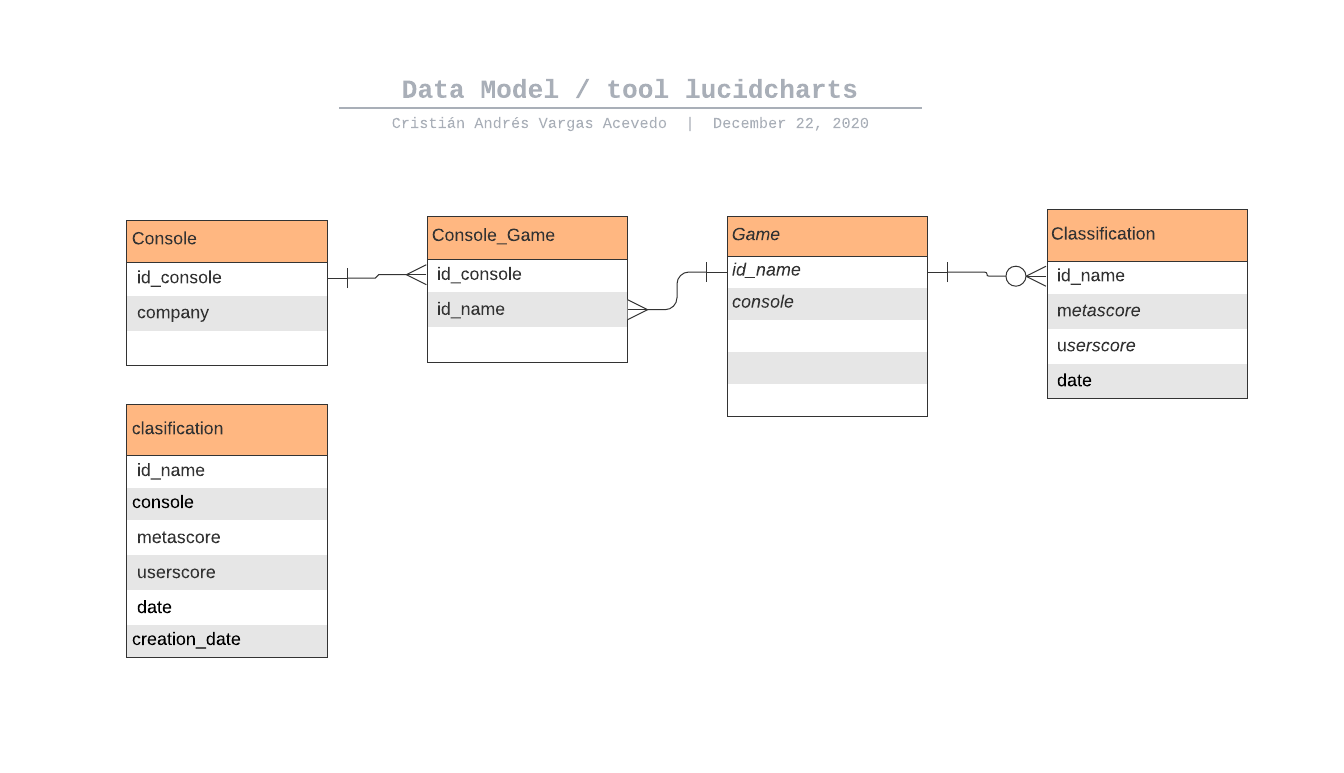 Data Model / tool lucidcharts
Cristián Andrés Vargas Acevedo | December 22, 2020
Console
id_console
company
Console_Game
id_console
id_name
Game
id_name
console
Classification
id_name
metascore
userscore
date
clasification
id_name
console
metascore
userscore
date
creation_date